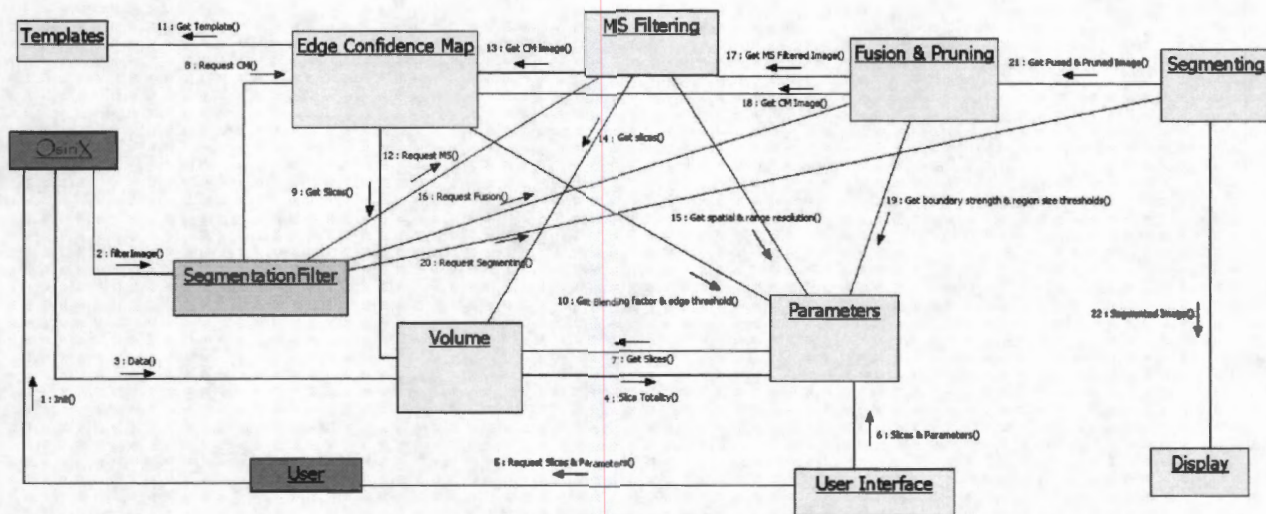 11 : Get Template()
MS Filtering
Templates
Edge Confidence Map
13 : Get CM Image()
17 : Get MS Filtered Image()
Fusion & Pruning
21 : Get Fused & Pruned Image()
Segmenting
8 : Request CM()
18 : Get CM Image()
OsiriX
14 : Get slices()
12 : Request MS()
9 : Get Slices()
16 : Request Fusion()
19 : Get boundary strength & region size thresholds()
15 : Get spatial & range resolution()
2 : filterImage()
20 : Request Segmenting()
SegmentationFilter
10 : Get Blending factor & edge threshold()
Parameters
22 : Segmented Image()
Volume
3 : Data()
7 : Get Slices()
1 : Init()
4 : Slice Totality()
6 : Slices & Parameters()
User
5 : Request Slices & Parameters()
User Interface
Display